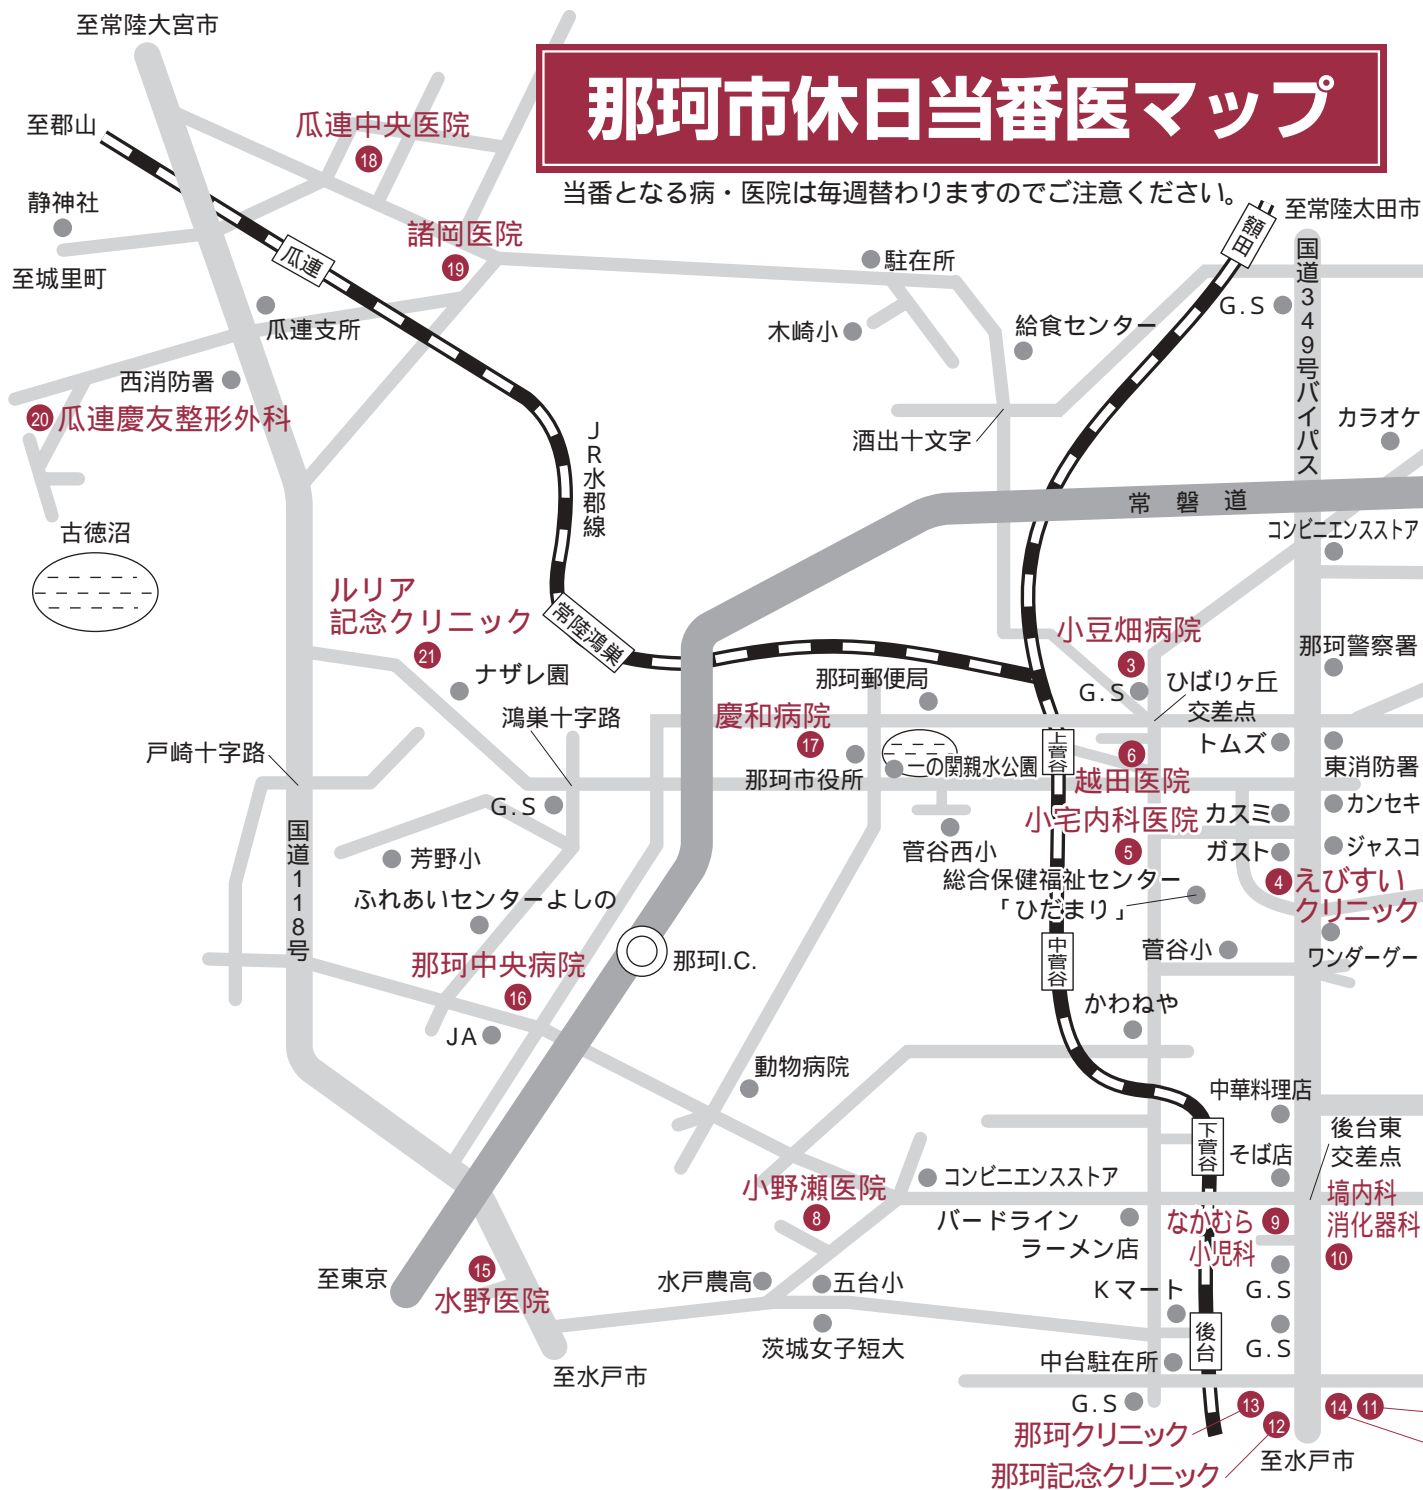 至常陸大宮市
那珂市休日当番医マップ
至郡山
瓜連中央医院
18
当番となる病・医院は毎週替わりますのでご注意ください。
静神社
諸岡医院
19
額田
至常陸太田市
瓜連
駐在所
国道349号バイパス
至城里町
瓜連支所
木崎小
給食センター
G.S
西消防署
20
瓜連慶友整形外科
JR水郡線
酒出十文字
カラオケ
常磐道
古徳沼
コンビニエンスストア
ルリア
記念クリニック
21
常陸鴻巣
小豆畑病院
3
那珂警察署
ナザレ園
那珂郵便局
G.S
ひばりヶ丘
交差点
鴻巣十字路
慶和病院
17
上菅谷
トムズ
戸崎十字路
那珂市役所
一の関親水公園
6
越田医院
東消防署
G.S
小宅内科医院
5
カスミ
カンセキ
国道118号
芳野小
菅谷西小
ガスト
ジャスコ
総合保健福祉センター
「ひだまり」
4
えびすい
クリニック
ふれあいセンターよしの
那珂中央病院
16
那珂I.C.
中菅谷
菅谷小
ワンダーグー
JA
かわねや
動物病院
中華料理店
下菅谷
後台東
交差点
そば店
小野瀬医院
8
コンビニエンスストア
塙内科
消化器科
10
バードライン
ラーメン店
なかむら
小児科
9
至東京
15
水野医院
水戸農高
五台小
Kマート
G.S
茨城女子短大
後台
G.S
至水戸市
中台駐在所
G.S
13
14
11
那珂クリニック
12
至水戸市
那珂記念クリニック